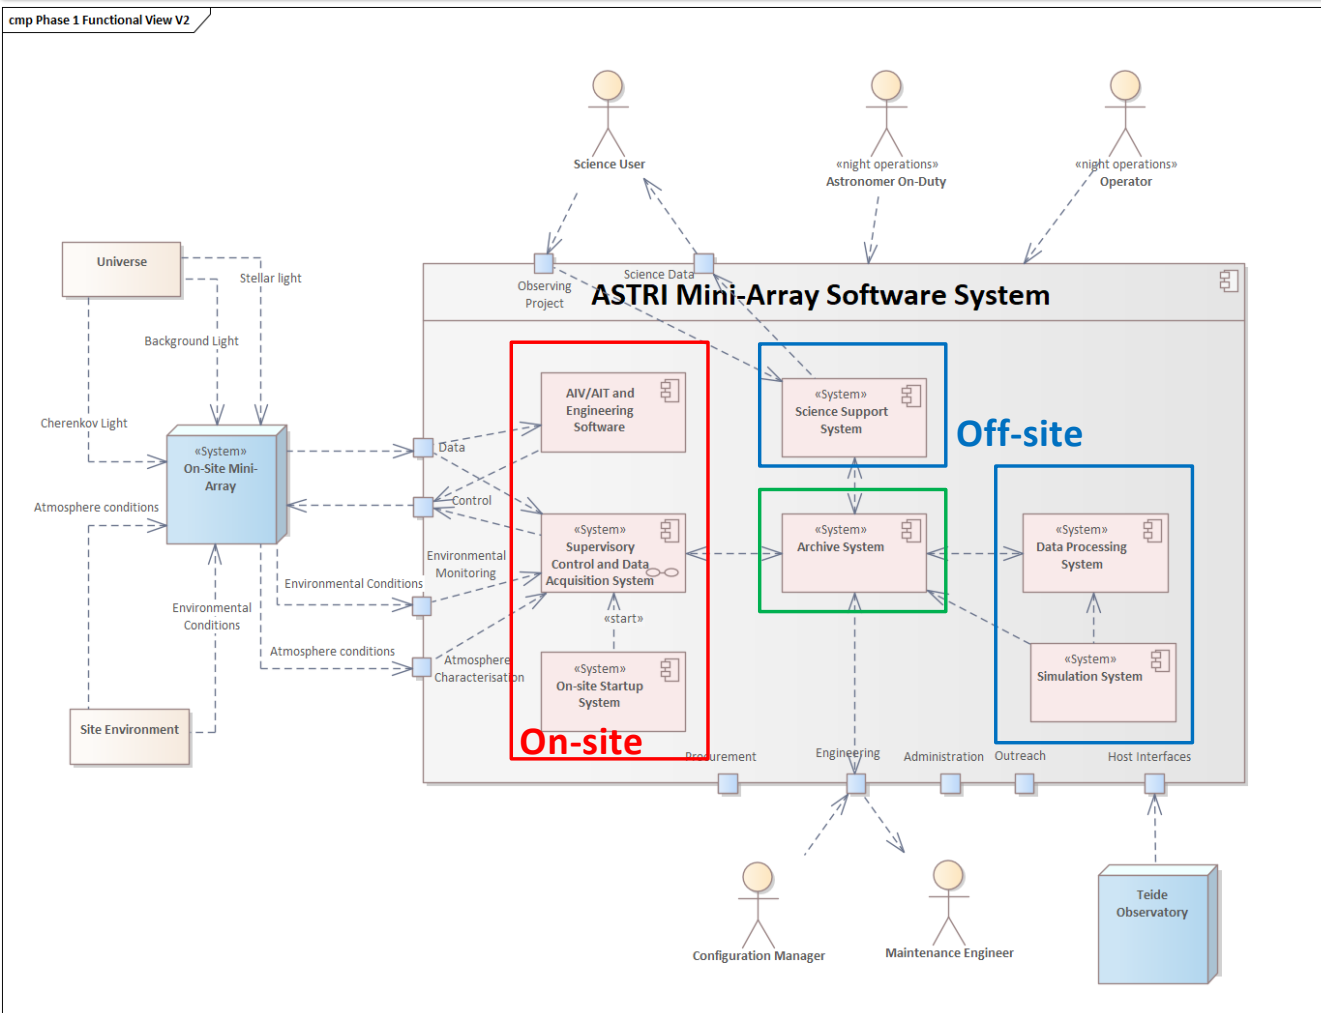 cmp Phase 1 Functional View V2
Science User
«night operations»
Astronomer On-Duty
«night operations»
Operator
Universe
Stellar light
Background Light
Cherenkov Light
Science Data
Observing
Project
ASTRI Mini-Array Software System
«System»
On-Site Mini-
Array
Atmosphere conditions
Data
Control
AIV/AIT and
Engineering
Software
«System»
Science Support
System
Off-site
«System»
Supervisory
Control and Data
Acquisition System
«System»
Archive System
«System»
Data Processing
System
Environmental
Monitoring
Environmental Conditions
Environmental
Conditions
«start»
Atmosphere conditions
Atmosphere
Characterisation
«System»
On-site Startup
System
«System»
Simulation System
Site Environment
On-site
Procurement
Engineering
Administration
Outreach
Host Interfaces
Teide
Observatory
Configuration Manager
Maintenance Engineer